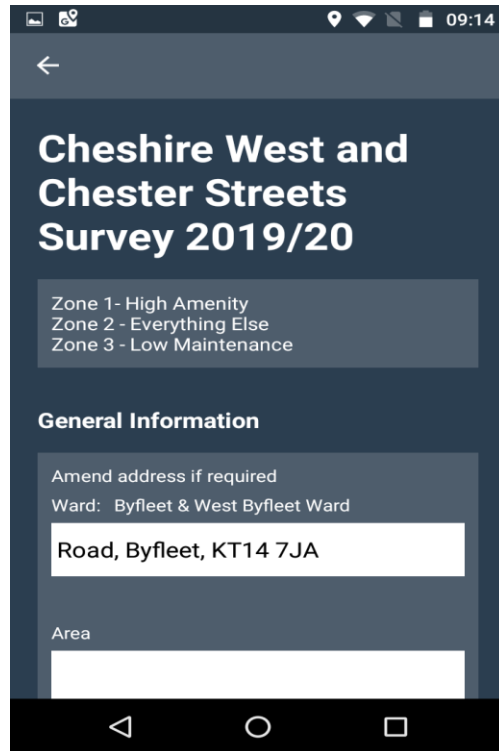 09:14
Cheshire West and
Chester Streets
Survey 2019/20
Zone 1- High Amenity
Zone 2 - Everything Else
Zone 3 - Low Maintenance
General Information
Amend address if required
Ward: Byfleet & West Byfleet Ward
Road, Byfleet, KT14 7JA
Area